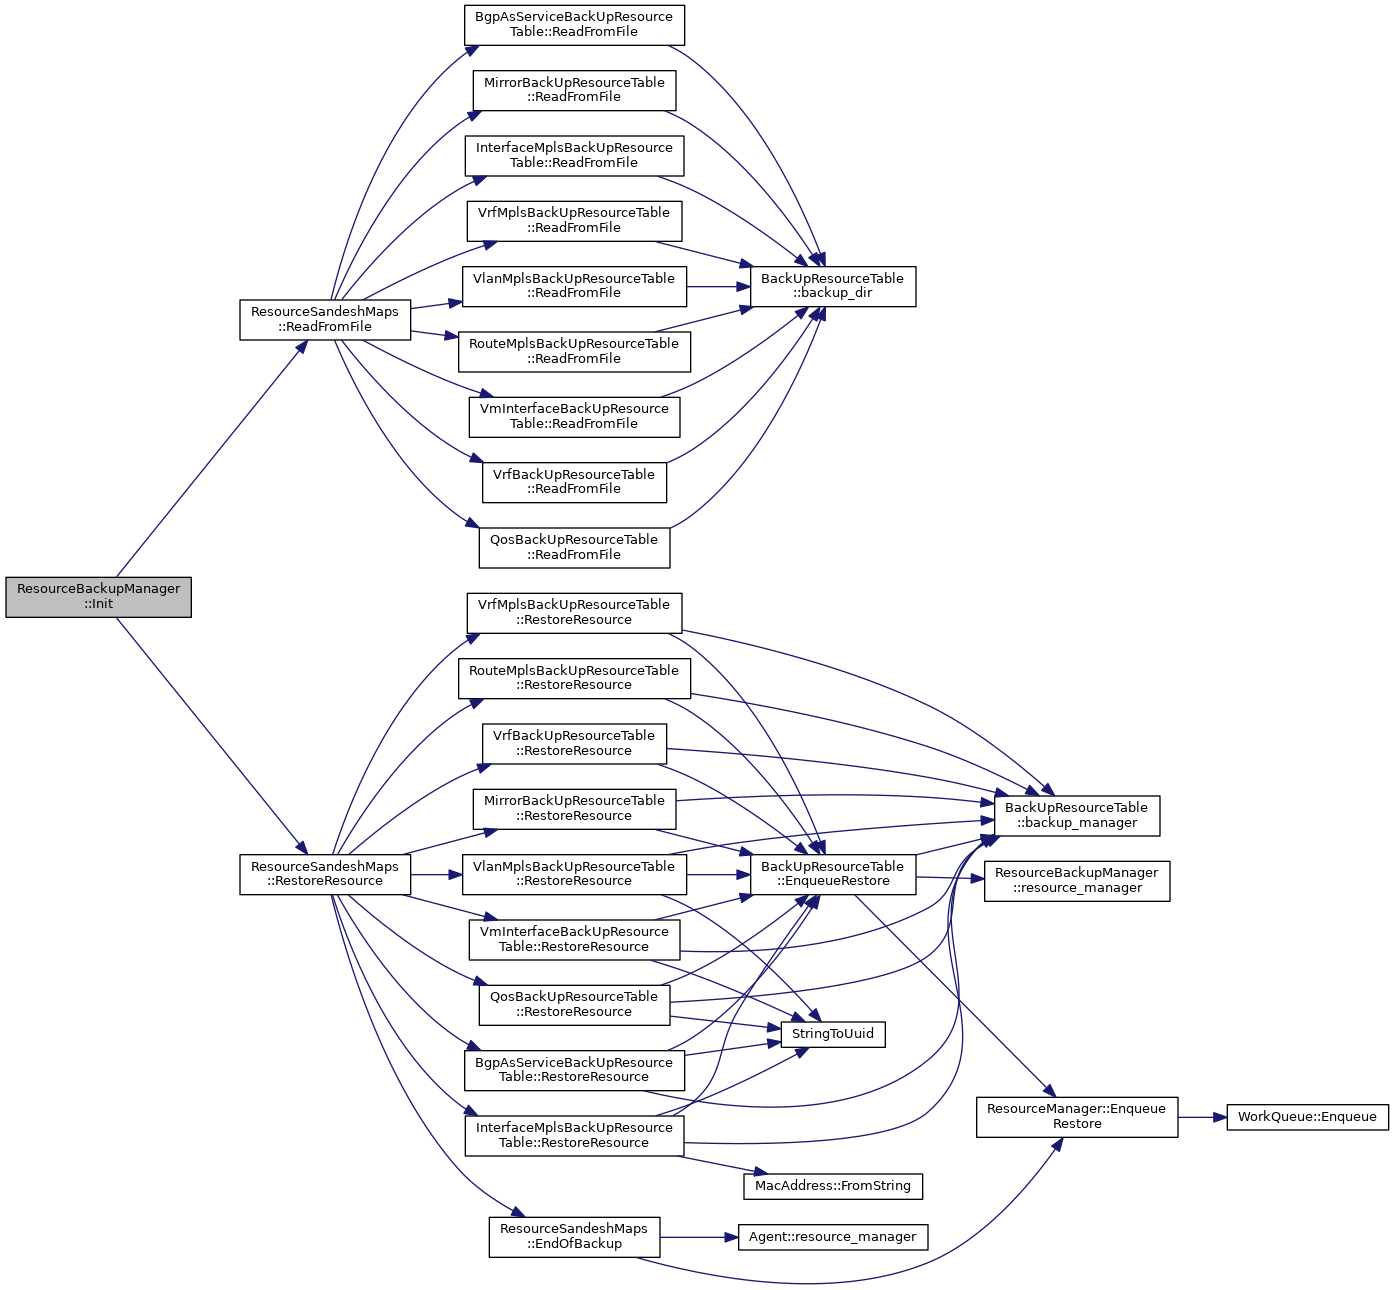 BgpAsServiceBackUpResource
Table::ReadFromFile
MirrorBackUpResourceTable
::ReadFromFile
InterfaceMplsBackUpResource
Table::ReadFromFile
VrfMplsBackUpResourceTable
::ReadFromFile
VlanMplsBackUpResourceTable
::ReadFromFile
BackUpResourceTable
::backup_dir
ResourceSandeshMaps
::ReadFromFile
RouteMplsBackUpResourceTable
::ReadFromFile
VmInterfaceBackUpResource
Table::ReadFromFile
VrfBackUpResourceTable
::ReadFromFile
QosBackUpResourceTable
::ReadFromFile
ResourceBackupManager
::Init
VrfMplsBackUpResourceTable
::RestoreResource
RouteMplsBackUpResourceTable
::RestoreResource
VrfBackUpResourceTable
::RestoreResource
MirrorBackUpResourceTable
::RestoreResource
BackUpResourceTable
::backup_manager
ResourceSandeshMaps
::RestoreResource
VlanMplsBackUpResourceTable
::RestoreResource
BackUpResourceTable
::EnqueueRestore
ResourceBackupManager
::resource_manager
VmInterfaceBackUpResource
Table::RestoreResource
QosBackUpResourceTable
::RestoreResource
StringToUuid
BgpAsServiceBackUpResource
Table::RestoreResource
InterfaceMplsBackUpResource
Table::RestoreResource
ResourceManager::Enqueue
Restore
WorkQueue::Enqueue
MacAddress::FromString
ResourceSandeshMaps
::EndOfBackup
Agent::resource_manager